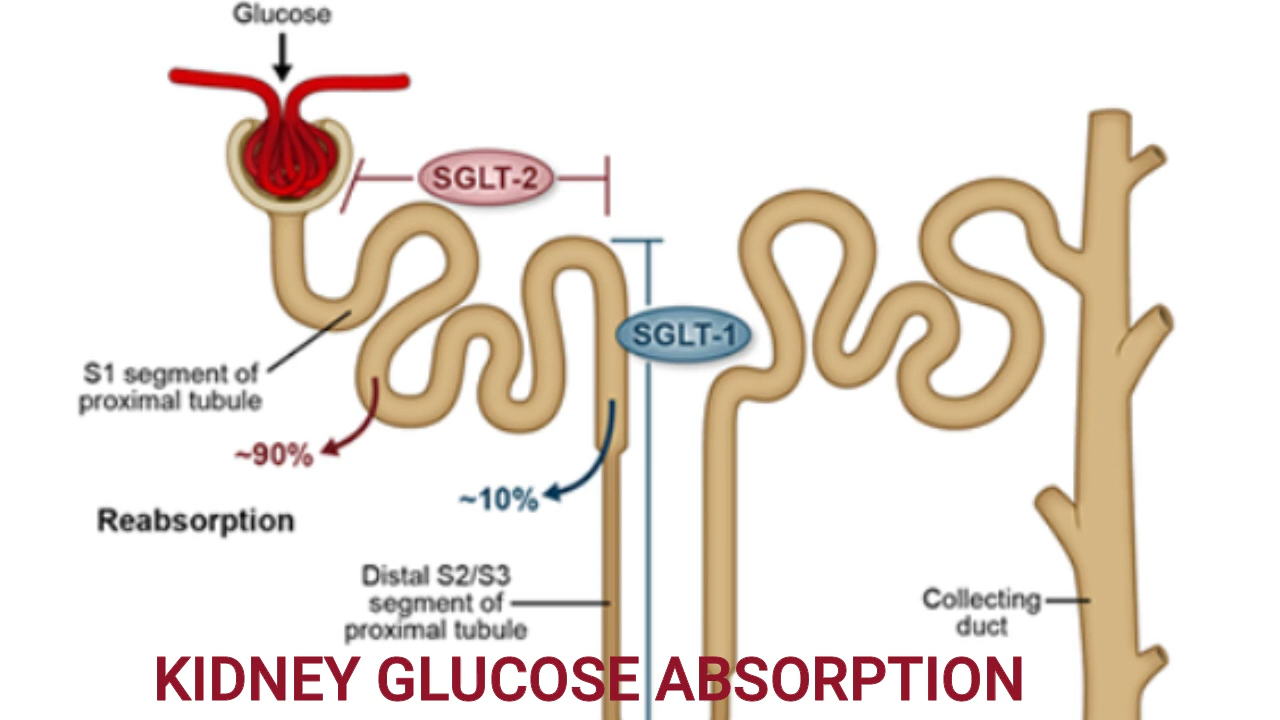 Glucose
SGLT-2
SGLT-1
S1 segment of
proximal tubule
~90%
~10%
Reabsorption
Distal S2/S3
segment of
proximal tubule
Collecting
duct
KIDNEY GLUCOSE ABSORPTION